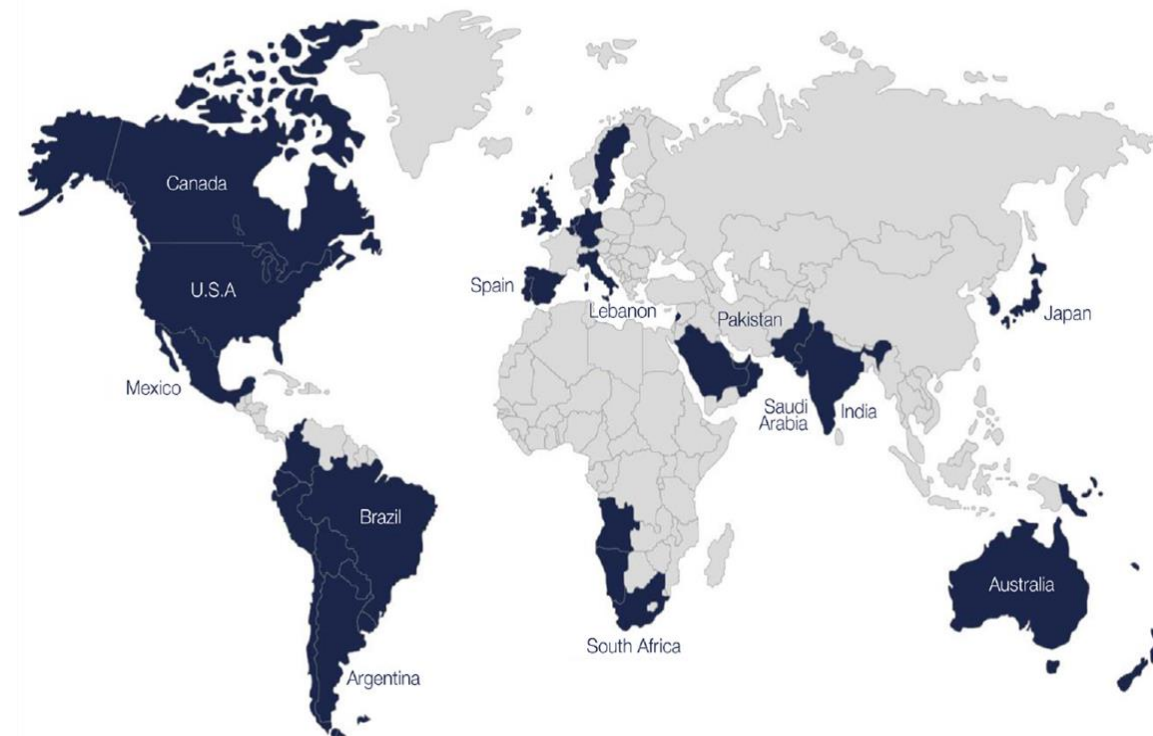 Canada
U.S.A
Spain
Lebanon
Pakistan
Japan
Mexico
Saudi
Arabia
India
Brazil
Australia
South Africa
Argentina